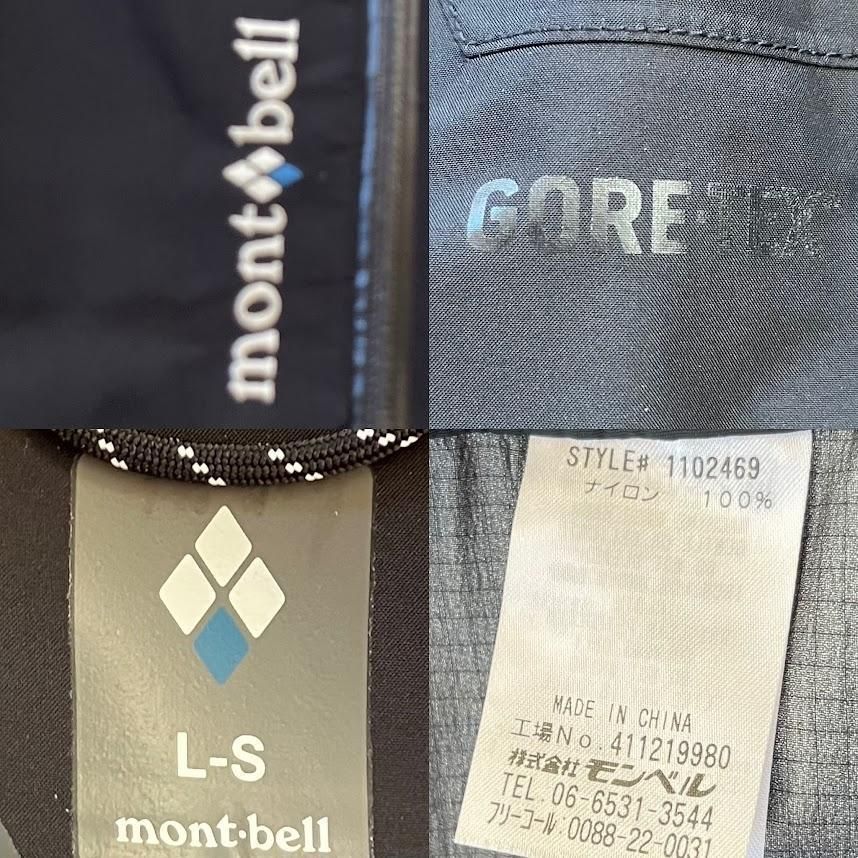 mont bell
GORE-TEX
L-S
mont·bell
STYLE# 1102469
ナイロン 100%
MADE IN CHINA
工場No.411219980
株式会社モンベル
TEL.06-6531-3544
フリーコール:0088-22-0031